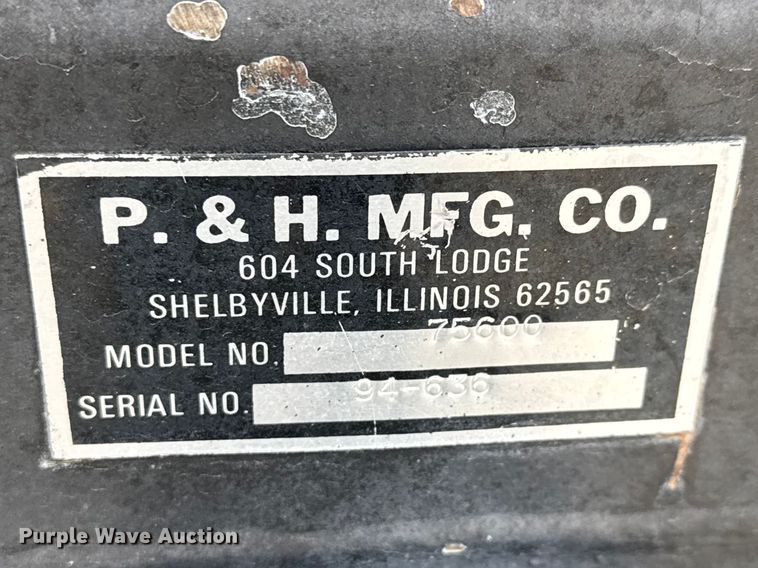 P. & H. MFG. CO.
604 SOUTH LODGE
SHELBYVILLE, ILLINOIS 62565
MODEL NO. 75600
SERIAL NO. 94-636
Purple Wave Auction